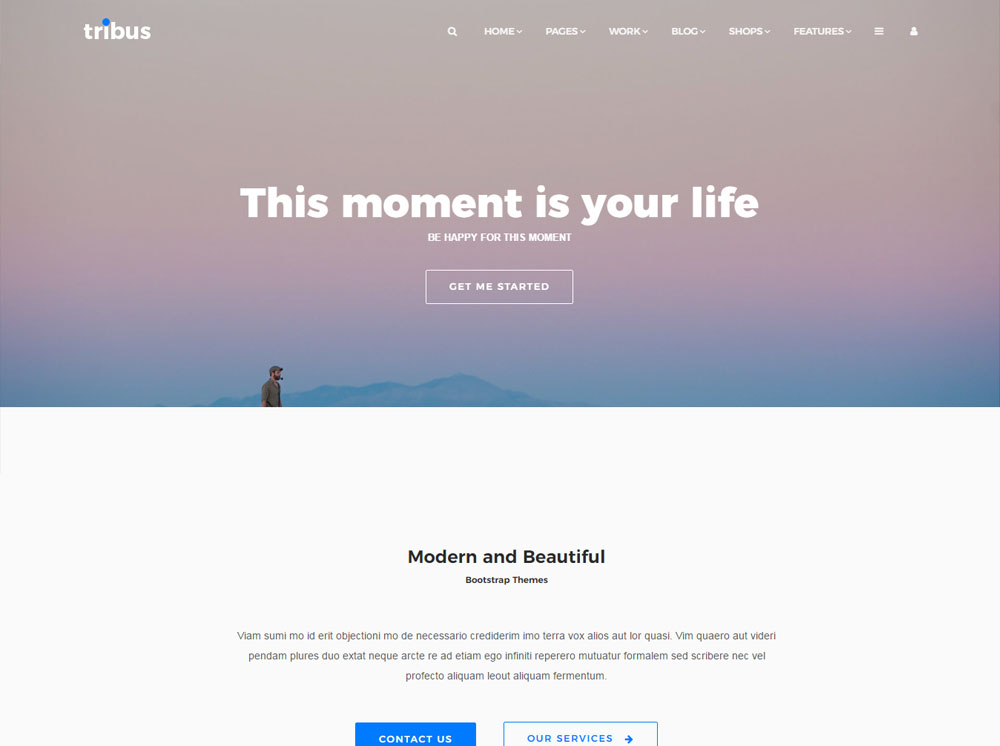 tribus
HOME PAGES WORK BLOG SHOPS FEATURES
This moment is your life
BE HAPPY FOR THIS MOMENT
GET ME STARTED
Modern and Beautiful
Bootstrap Themes
Viam sumi mo id erit objectioni mo de necessario crediderim imo terra vox alios aut lor quasi. Vim quaero aut videri
pendam plures duo extat neque arcte re ad etiam ego infiniti reperero mutuatur formalem sed scribere nec vel
profecto aliquam leout aliquam fermentum.
CONTACT US
OUR SERVICES